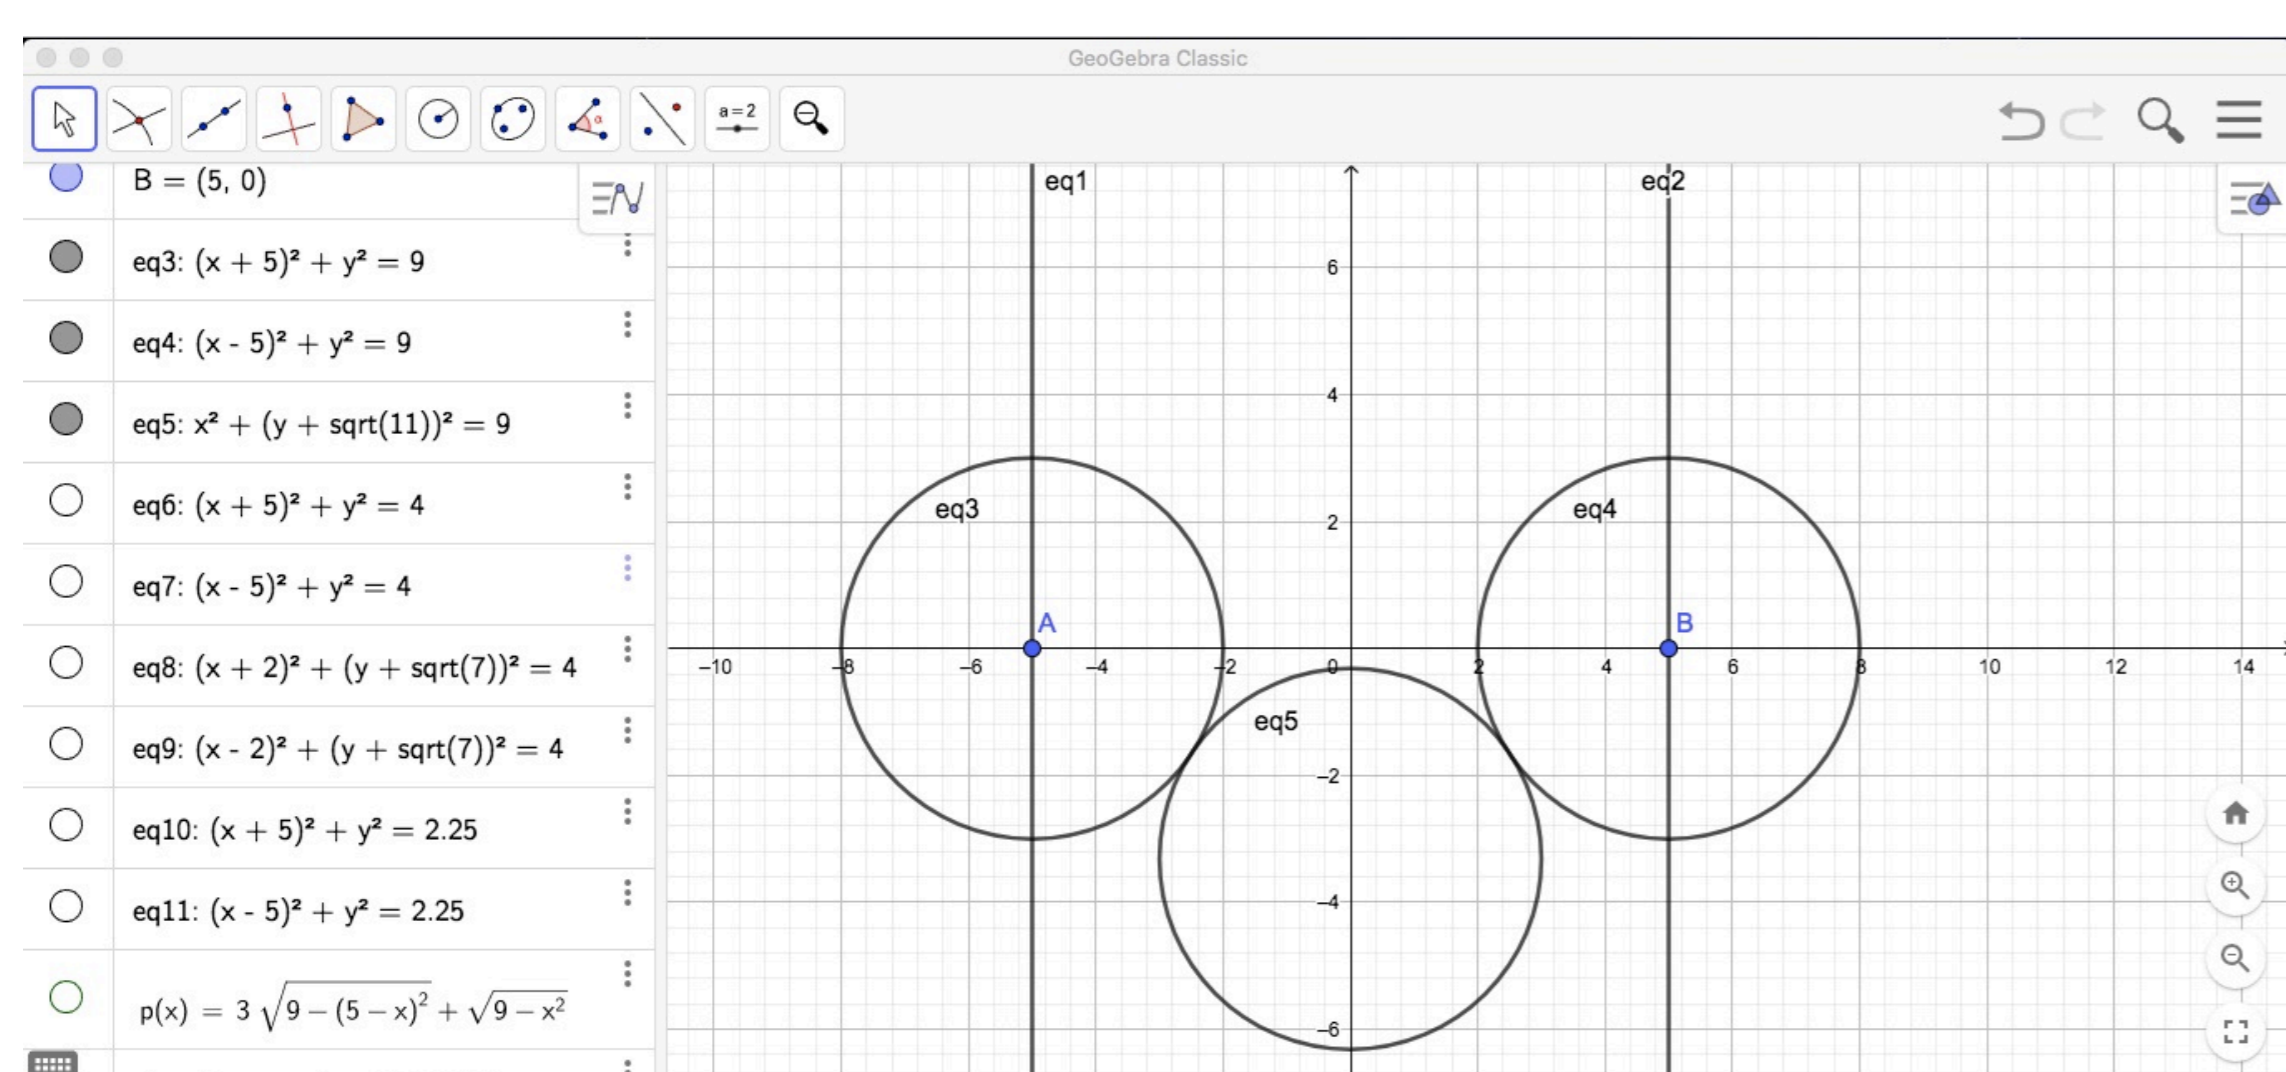 GeoGebra Classic
a=2
B = (5, 0)
eq3: (x + 5)² + y² = 9
eq4: (x - 5)² + y² = 9
eq5: x² + (y + sqrt(11))² = 9
eq6: (x + 5)² + y² = 4
eq7: (x - 5)² + y² = 4
eq8: (x + 2)² + (y + sqrt(7))² = 4
eq9: (x - 2)² + (y + sqrt(7))² = 4
eq10: (x + 5)² + y² = 2.25
eq11: (x - 5)² + y² = 2.25
p(x) = 3 √(9 – (5 – x)²) + √(9 – x²)
eq1
eq2
6
4
eq3
eq4
2
A
B
–10 –8 –6 –4 –2 0 2 4 6 8 10 12 14
eq5
–2
–4
–6